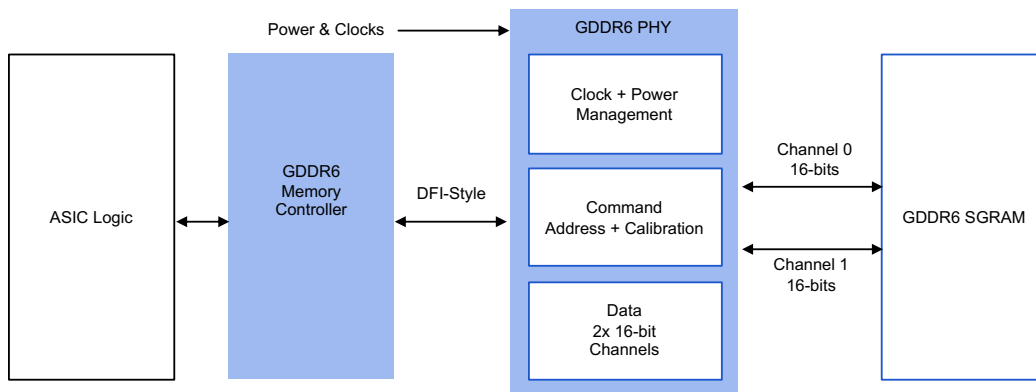 Power & Clocks
GDDR6 PHY
Clock + Power
Management
ASIC Logic
GDDR6
Memory
Controller
DFI-Style
Command
Address + Calibration
Channel 0
16-bits
Channel 1
16-bits
GDDR6 SGRAM
Data
2x 16-bit
Channels